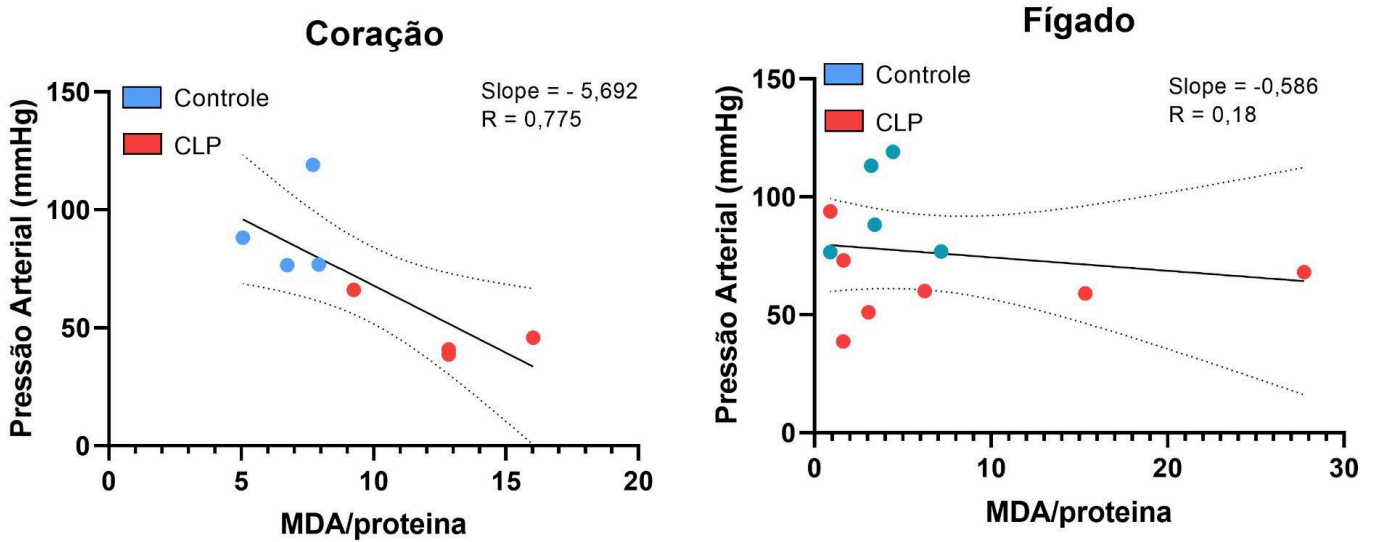 Coração
Controle
CLP
Slope = - 5,692
R = 0,775
Pressão Arterial (mmHg)
150
100
50
0
0 5 10 15 20
MDA/proteina
Fígado
Controle
CLP
Slope = -0,586
R = 0,18
Pressão Arterial (mmHg)
150
100
50
0
0 10 20 30
MDA/proteina